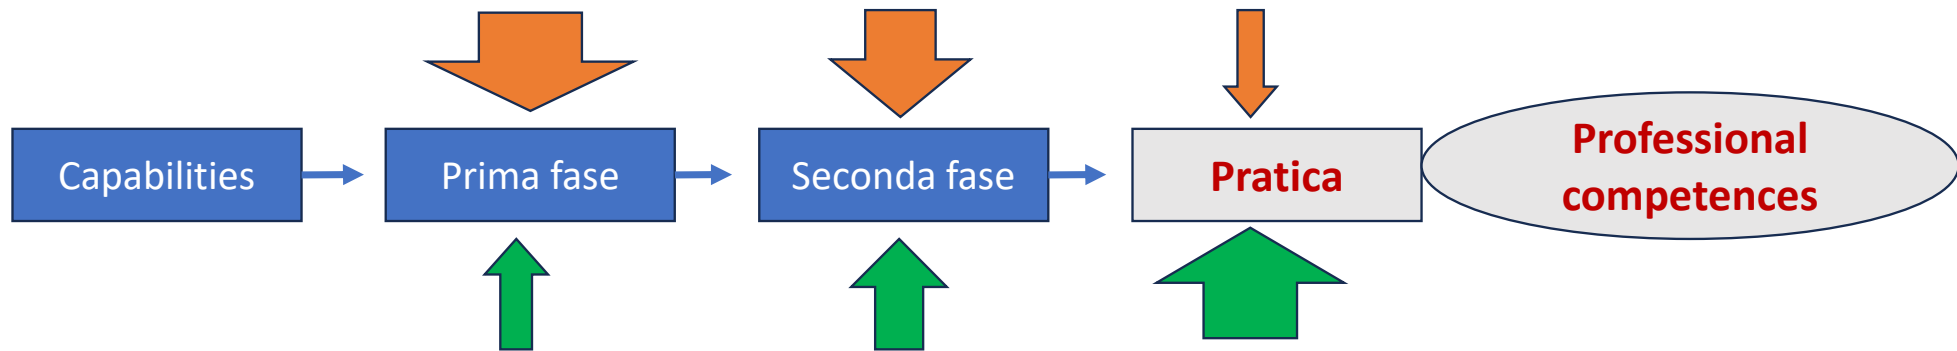 Capabilities
Prima fase
Seconda fase
Pratica
Professional
competences